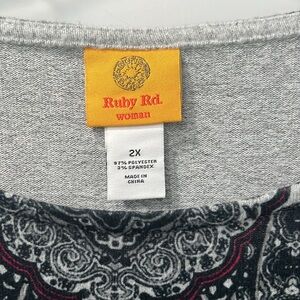 Ruby Rd.
woman
2X
97% POLYESTER
3% SPANDEX
MADE IN
CHINA